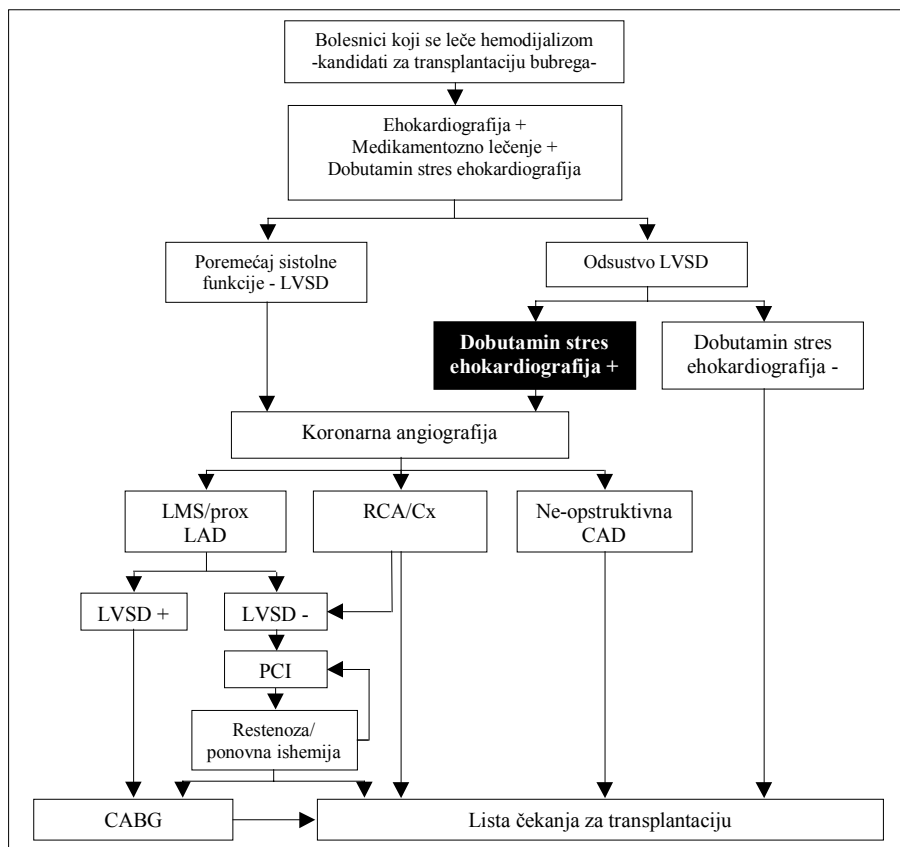 Bolesnici koji se leče hemodijalizom
-kandidati za transplantaciju bubrega-
Ehokardiografija +
Medikamentozno lečenje +
Dobutamin stres ehokardiografija
Poremećaj sistolne
funkcije - LVSD
Odsustvo LVSD
Dobutamin stres
ehokardiografija +
Dobutamin stres
ehokardiografija -
Koronarna angiografija
LMS/prox
LAD
RCA/Cx
Ne-opstruktivna
CAD
LVSD +
LVSD -
PCI
Restenoza/
ponovna ishemija
CABG
Lista čekanja za transplantaciju